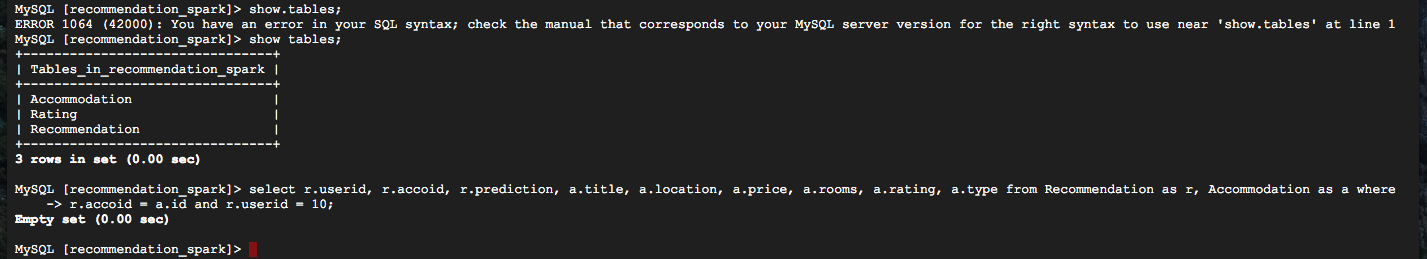 MySQL [recommendation_spark]> show.tables;
ERROR 1064 (42000): You have an error in your SQL syntax; check the manual that corresponds to your MySQL server version for the right syntax to use near 'show.tables' at line 1
MySQL [recommendation_spark]> show tables;
+--------------------------------+
| Tables_in_recommendation_spark |
+--------------------------------+
| Accommodation                  |
| Rating                         |
| Recommendation                 |
+--------------------------------+
3 rows in set (0.00 sec)
MySQL [recommendation_spark]> select r.userid, r.accoid, r.prediction, a.title, a.location, a.price, a.rooms, a.rating, a.type from Recommendation as r, Accommodation as a where
    -> r.accoid = a.id and r.userid = 10;
Empty set (0.00 sec)
MySQL [recommendation_spark]>